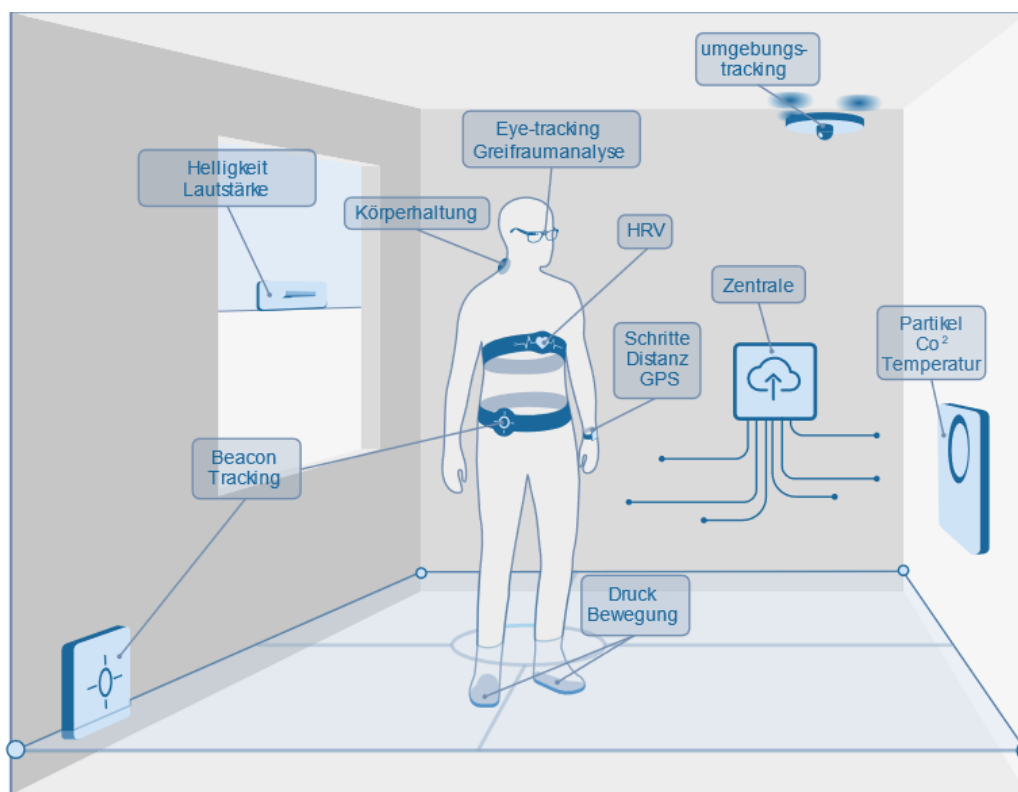 umgebungs-
tracking
Eye-tracking
Greifraumanalyse
Helligkeit
Lautstärke
Körperhaltung
HRV
Zentrale
Schritte
Distanz
GPS
Partikel
Co²
Temperatur
Beacon
Tracking
Druck
Bewegung